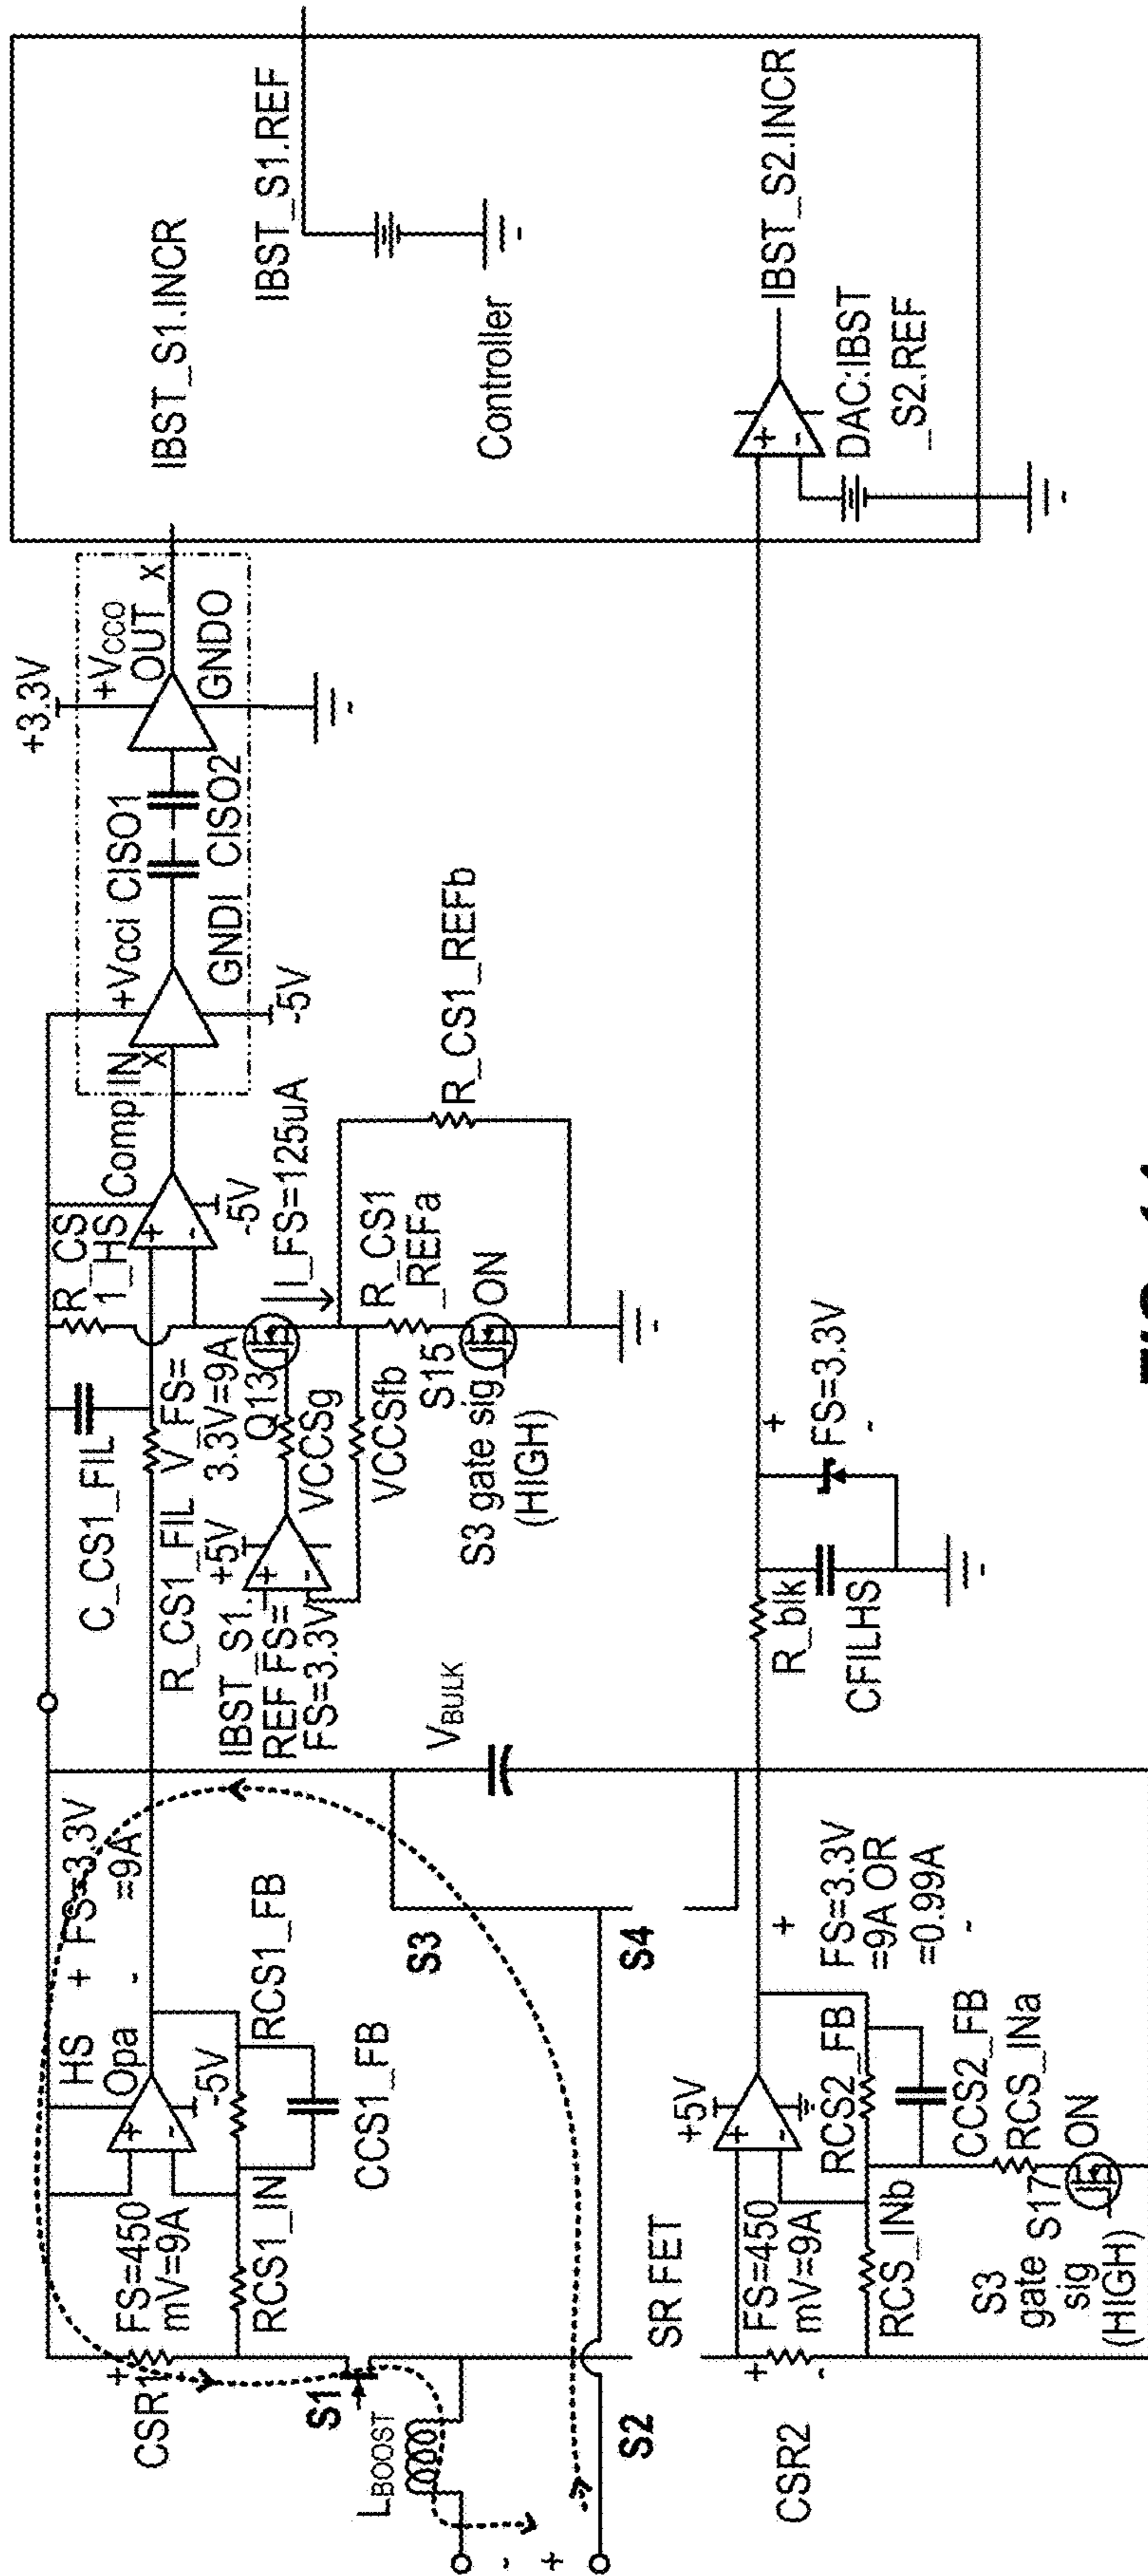 CSR1
+
-
FS=450
mV=9A
+
-
HS
Opa
-5V
+ FS=3.3V
- =9A
RCS1_IN
RCS1_FB
CCS1_FB
S1
LBOOST
-
+
S2
SR FET
S3
S4
VBULK
CSR2
+
-
FS=450
mV=9A
+5V
+
-
RCS_INb
RCS2_FB
CCS2_FB
RCS_INa
S3
gate
sig
(HIGH)
S17
ON
+
FS=3.3V
=9A OR
=0.99A
-
C_CS1_FIL
R_CS1_FIL
V_FS=
3.3V=9A
IBST_S1.
REF FS=
FS=3.3V
+5V
+
-
Q13
VCCSg
VCCSfb
I_FS=125uA
R_CS
1_HS
+
-
-5V
Comp
IN
X
+Vcci
CISO1
GNDI
CISO2
-5V
+3.3V
+VCCO
OUT
X
GNDO
R_CS1
_REFa
R_CS1_REFb
S15
S3 gate sig
(HIGH)
ON
R_blk
CFILHS
+
FS=3.3V
-
IBST_S1.INCR
IBST_S1.REF
Controller
IBST_S2.INCR
+
-
DAC:IBST
_S2.REF